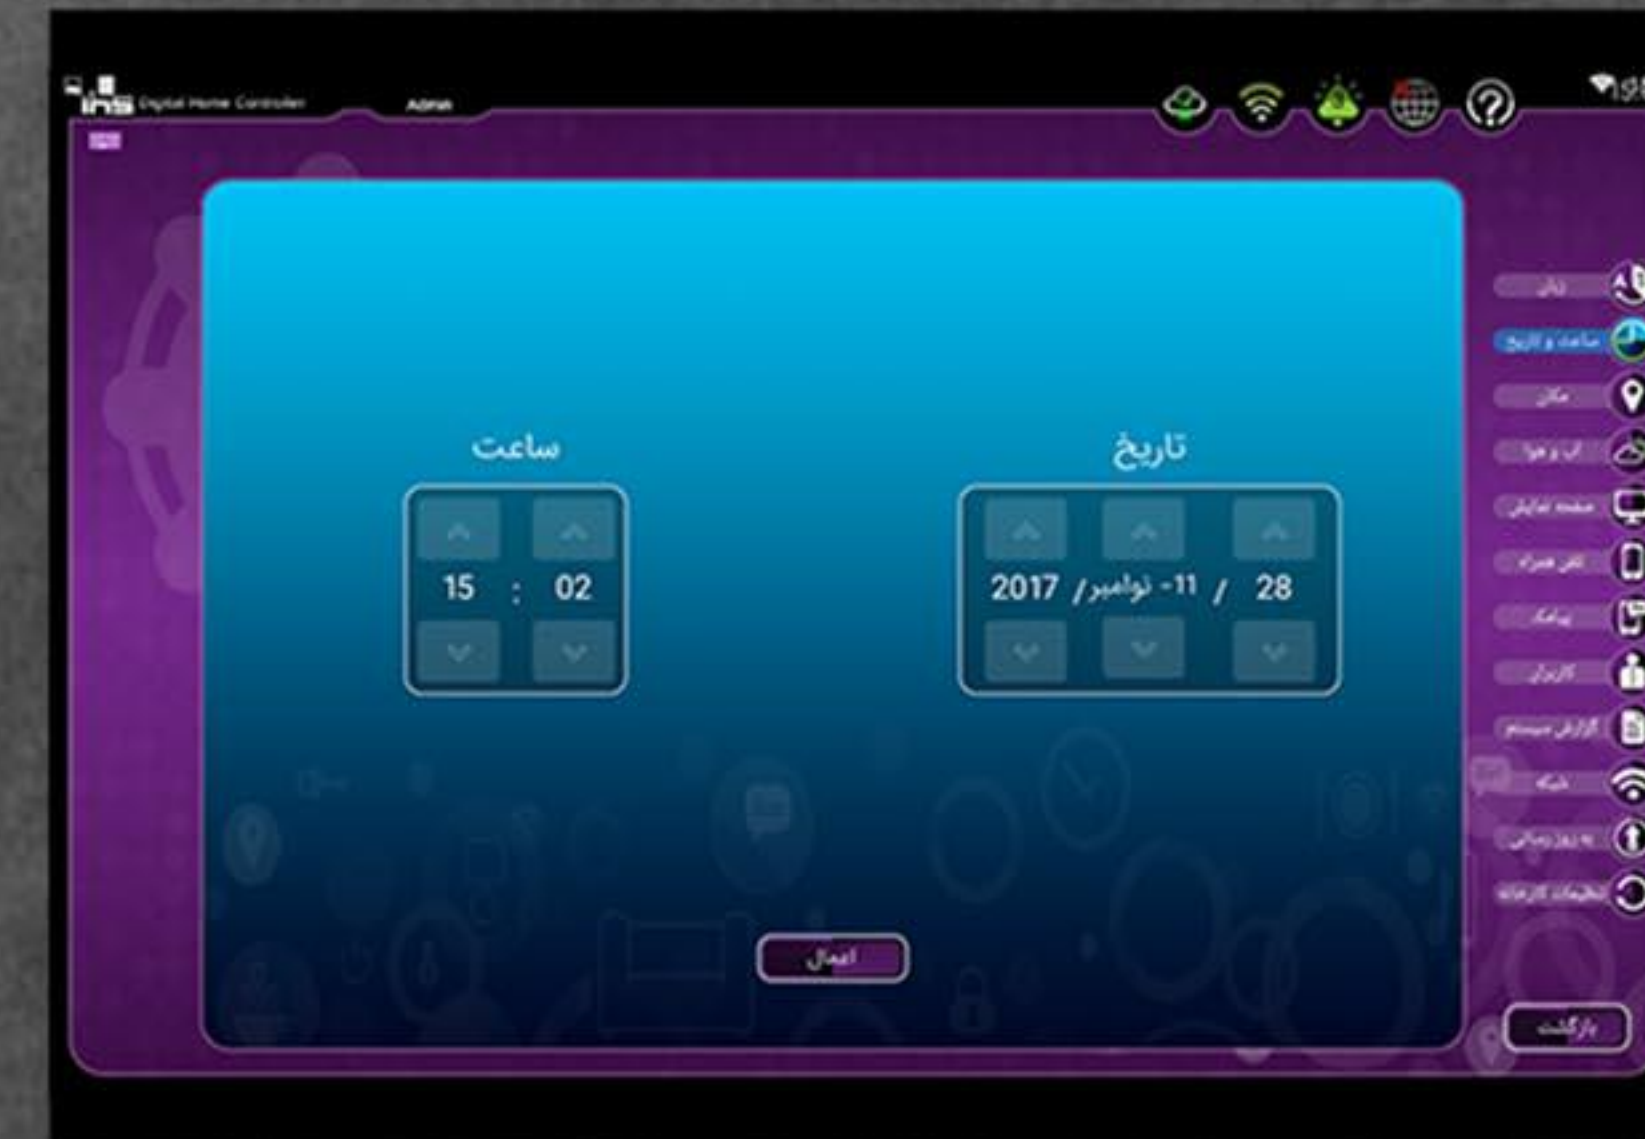 ins Digital Home Controller
Admin
زبان
ساعت و تاریخ
مکان
آب و هوا
صفحه نمایش
تلفن همراه
پیامک
کاربران
گزارش سیستم
شبکه
به روز رسانی
تنظیمات کارخانه
تاریخ
ساعت
2017 / 11- نوامبر / 28
15 : 02
اعمال
بازگشت